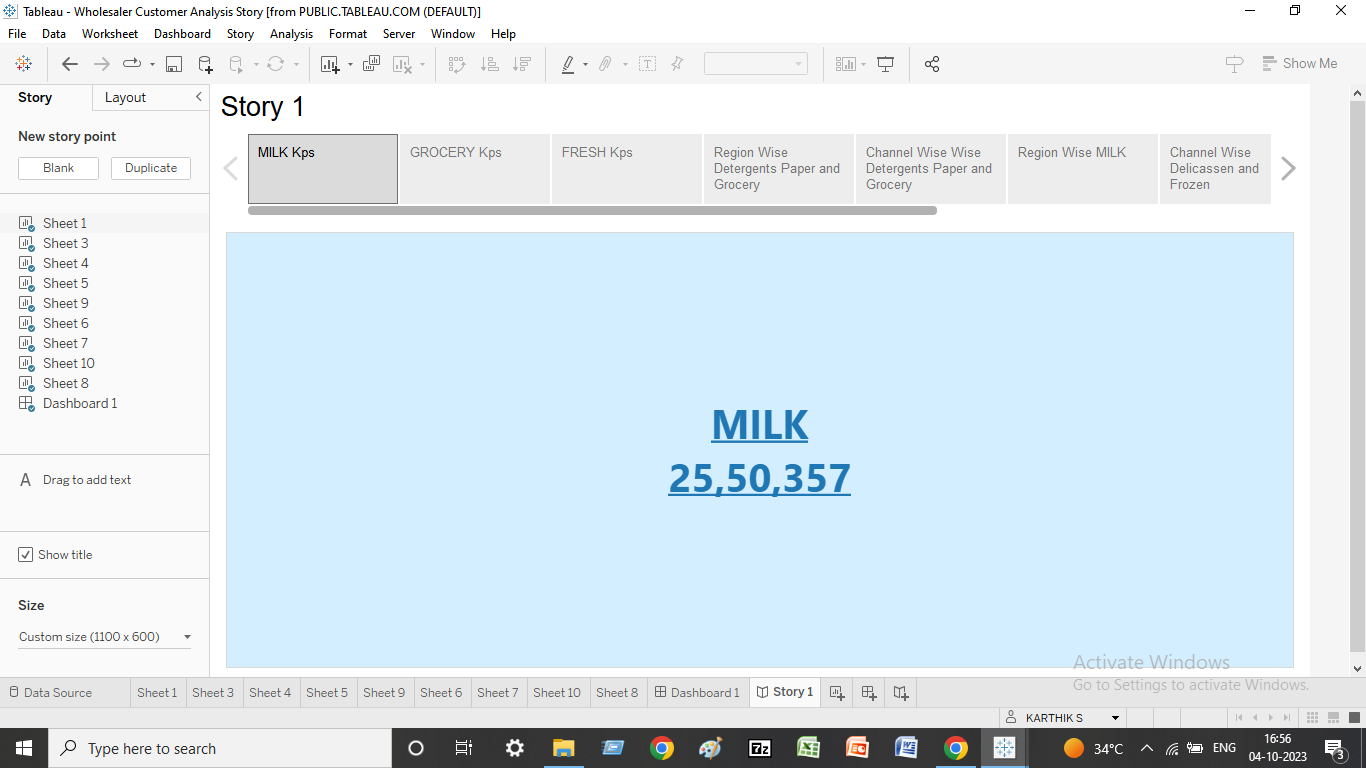 Tableau - Wholesaler Customer Analysis Story [from PUBLIC.TABLEAU.COM (DEFAULT)]
File Data Worksheet Dashboard Story Analysis Format Server Window Help
Show Me
Story Layout
New story point
Blank Duplicate
Sheet 1
Sheet 3
Sheet 4
Sheet 5
Sheet 9
Sheet 6
Sheet 7
Sheet 10
Sheet 8
Dashboard 1
A Drag to add text
Show title
Size
Custom size (1100 x 600)
Story 1
MILK Kps
GROCERY Kps
FRESH Kps
Region Wise
Detergents Paper and
Grocery
Channel Wise Wise
Detergents Paper and
Grocery
Region Wise MILK
Channel Wise
Delicassen and
Frozen
MILK
25,50,357
Activate Windows
Go to Settings to activate Windows.
Data Source Sheet 1 Sheet 3 Sheet 4 Sheet 5 Sheet 9 Sheet 6 Sheet 7 Sheet 10 Sheet 8 Dashboard 1 Story 1
KARTHIK S
Type here to search
34°C
ENG
16:56
04-10-2023
3